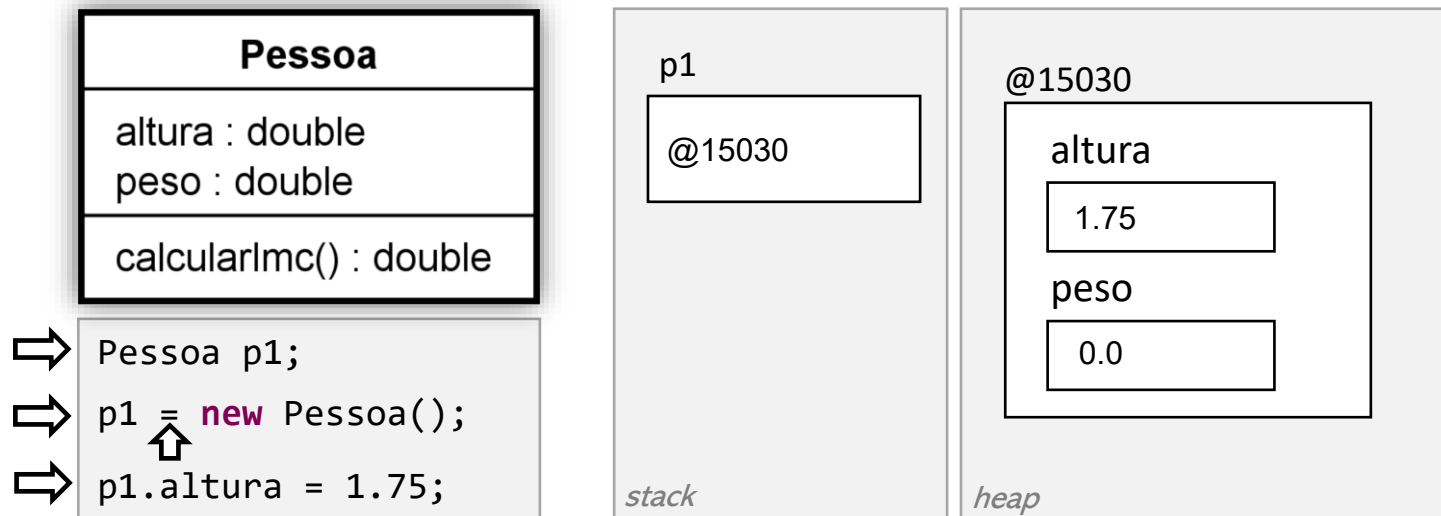 Pessoa
altura : double
peso : double
calcularImc() : double
Pessoa p1;
p1 = new Pessoa();
p1.altura = 1.75;
p1
@15030
stack
@15030
altura
1.75
peso
0.0
heap